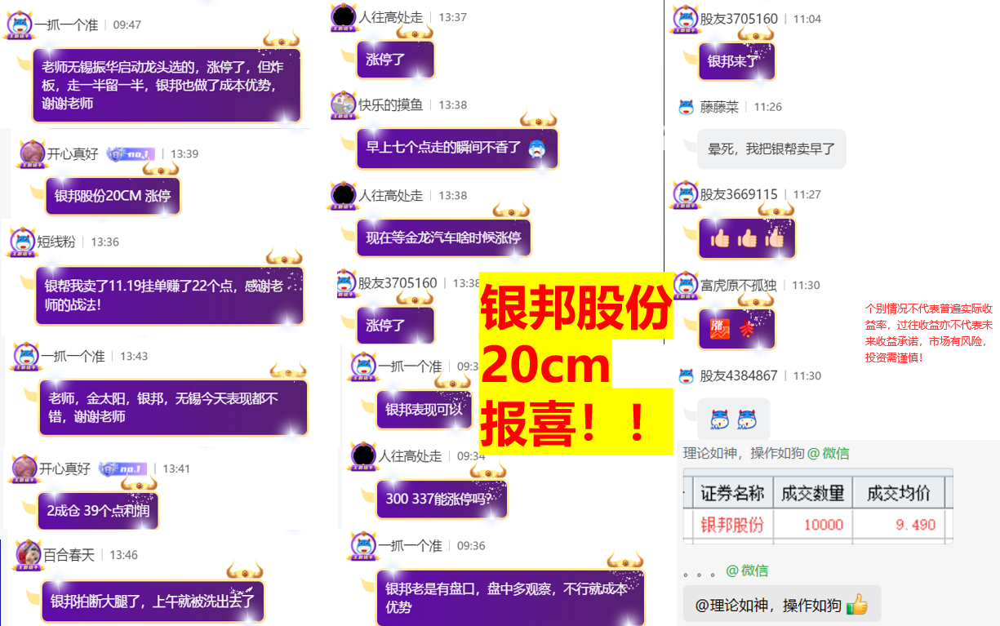 一抓一个准 | 09:47
老师无锡振华启动龙头选的，涨停了，但炸
板，走一半留一半，银邦也做了成本优势，
谢谢老师
开心真好 no.1 | 13:39
银邦股份20CM 涨停
短线粉 | 13:36
银帮我卖了11.19挂单赚了22个点，感谢老
师的战法！
一抓一个准 | 13:43
老师，金太阳，银邦，无锡今天表现都不
错，谢谢老师
开心真好 no.1 | 13:41
2成仓 39个点利润
百合春天 | 13:46
银邦拍断大腿了，上午就被洗出去了
人往高处走 | 13:37
涨停了
快乐的摸鱼 | 13:38
早上七个点走的瞬间不香了
人往高处走 | 13:38
现在等金龙汽车啥时候涨停
股友3705160 | 13:38
涨停了
一抓一个准 | 09:3
银邦表现可以
人往高处走 | 09:34
300 337能涨停吗?
一抓一个准 | 09:36
银邦老是有盘口，盘中多观察，不行就成本
优势
银邦股份
20cm
报喜！！
股友3705160 | 11:04
银邦来了
藤藤菜 | 11:26
晕死，我把银帮卖早了
股友3669115 | 11:27
富虎原不孤独 | 11:30
涨
股友4384867 | 11:30
个别情况不代表普遍实际收
益率，过往收益亦不代表未
来收益承诺，市场有风险，
投资需谨慎！
理论如神，操作如狗@微信
证券名称 成交数量 成交均价
银邦股份 10000 9.490
。。。@微信
@理论如神，操作如狗